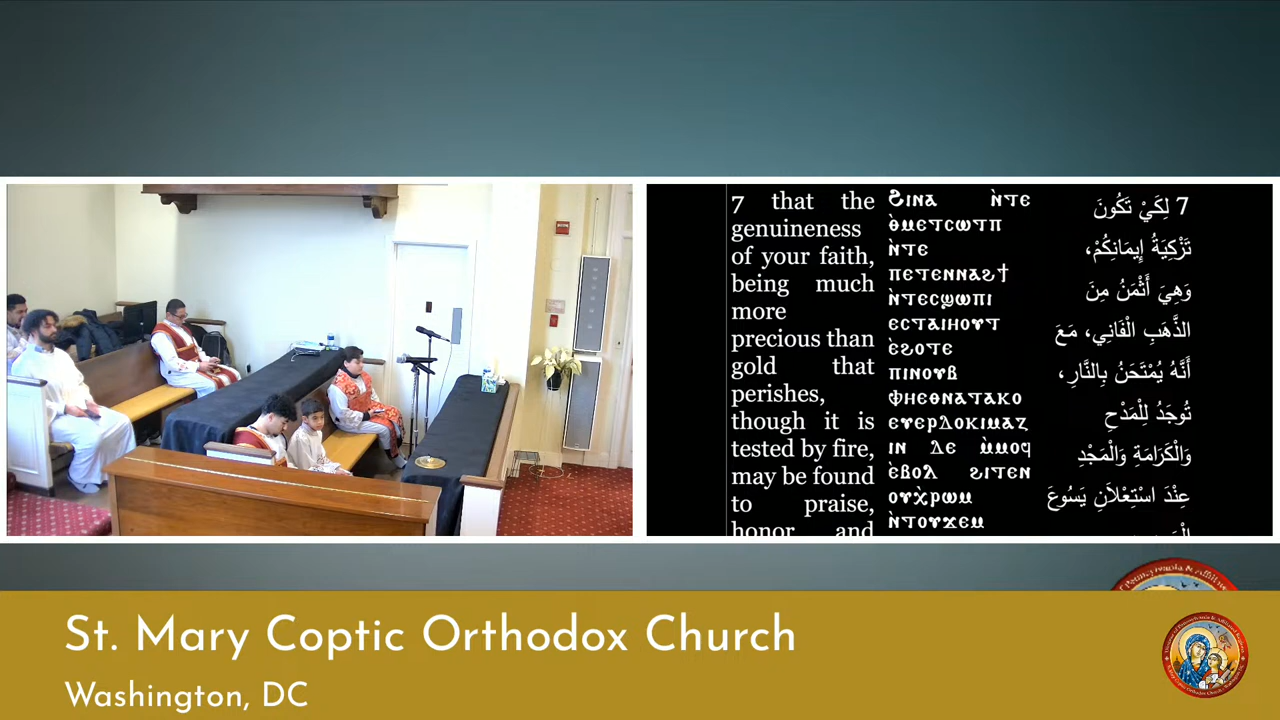 7 that the
genuineness
of your faith,
being much
more
precious than
gold that
perishes,
though it is
tested by fire,
may be found
to praise,
honor and
Ϩⲓⲛⲁ ⲛ̀ⲧⲉ
ⲑ̀ⲙⲉⲧⲥⲱⲧⲡ
ⲛ̀ⲧⲉ
ⲡⲉⲧⲉⲛⲛⲁϩϯ
ⲛ̀ⲧⲉⲥϣⲱⲡⲓ
ⲉⲥⲧⲁⲓⲏⲟⲩⲧ
ⲉ̀ϩⲟⲧⲉ
ⲡⲓⲛⲟⲩⲃ
ⲫⲏⲉⲑⲛⲁⲧⲁⲕⲟ
ⲉⲩⲉⲣⲇⲟⲕⲓⲙⲁⲍ
ⲓⲛ ⲇⲉ ⲙ̀ⲙⲟϥ
ⲉ̀ⲃⲟⲗ ϩⲓⲧⲉⲛ
ⲟⲩⲭ̀ⲣⲱⲙ
ⲛ̀ⲧⲟⲩϫⲉⲙ
7 لِكَيْ تَكُونَ
تَزْكِيَةُ إِيمَانِكُمْ،
وَهِيَ أَثْمَنُ مِنَ
الذَّهَبِ الْفَانِي، مَعَ
أَنَّهُ يُمْتَحَنُ بِالنَّارِ،
تُوجَدُ لِلْمَدْحِ
وَالْكَرَامَةِ وَالْمَجْدِ
عِنْدَ اسْتِعْلاَنِ يَسُوعَ
St. Mary Coptic Orthodox Church
Washington, DC